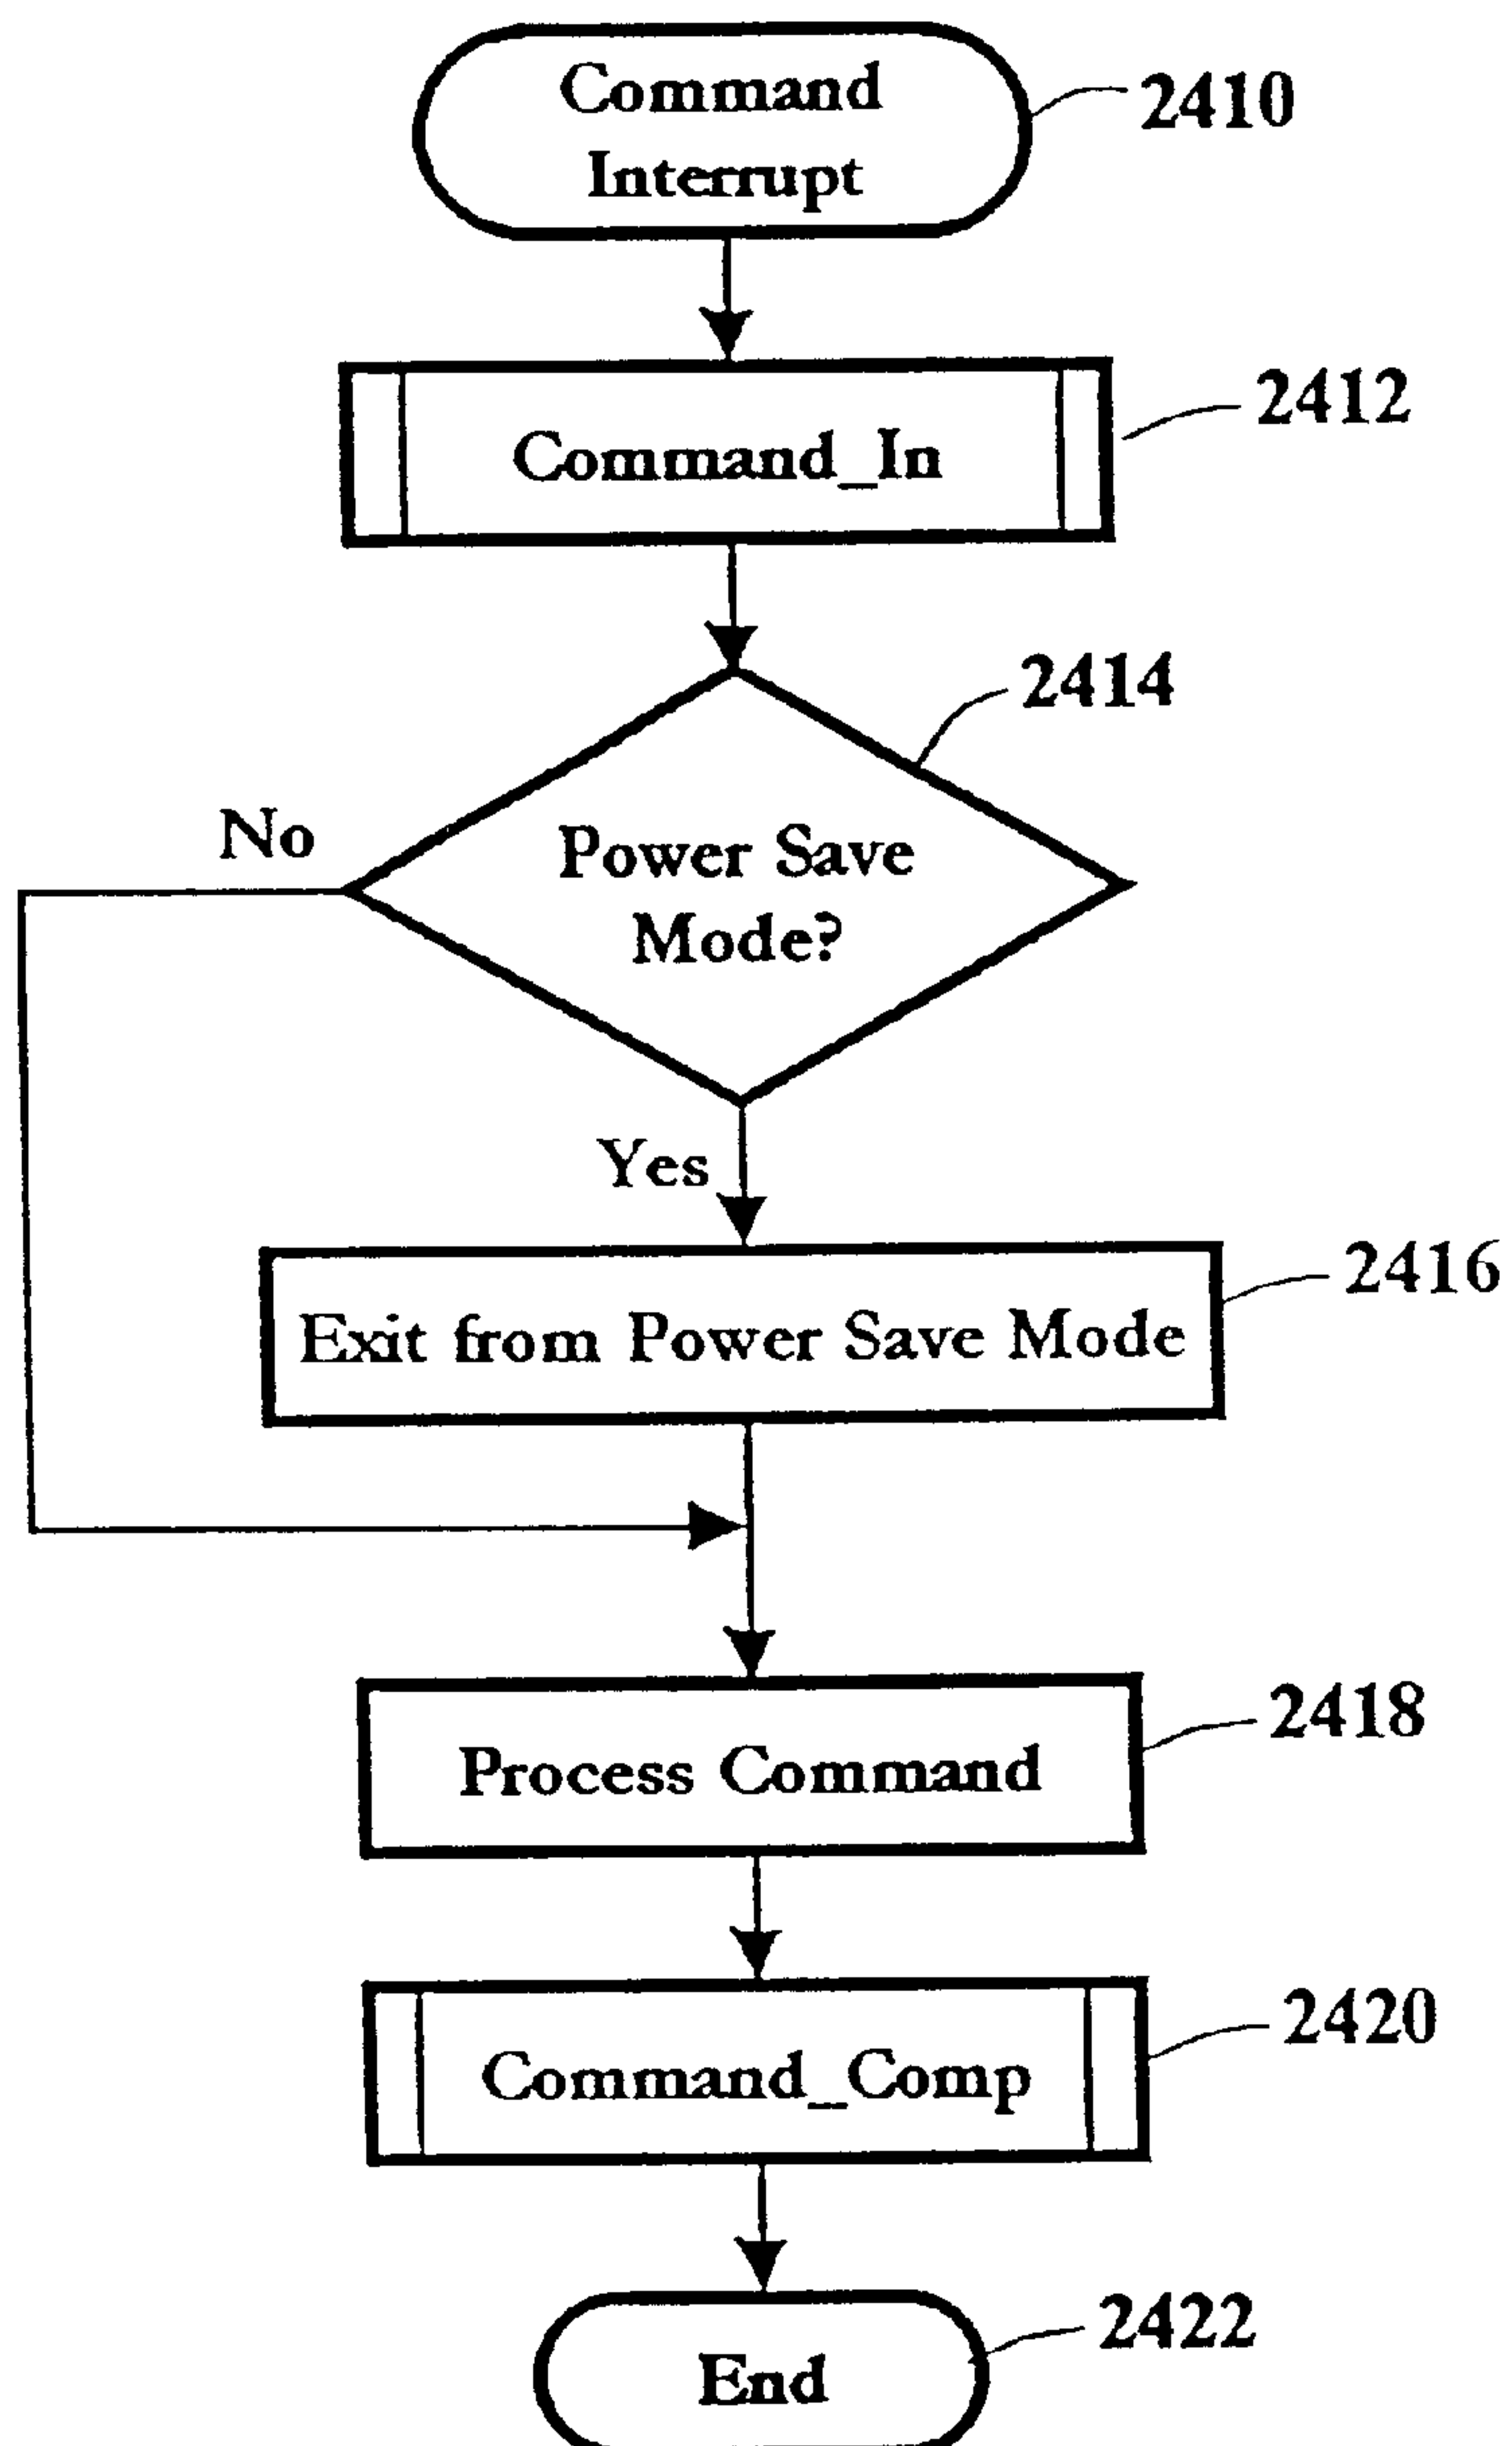 Command
Interrupt
2410
Command_In
2412
2414
No
Power Save
Mode?
Yes
Exit from Power Save Mode
2416
Process Command
2418
Command_Comp
2420
End
2422